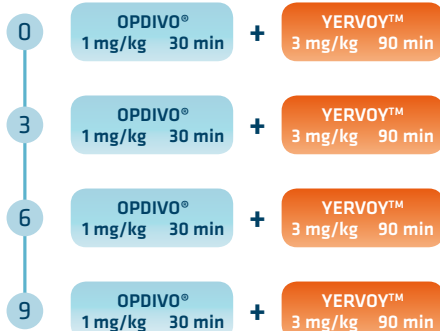 0 OPDIVO® + YERVOY™
1 mg/kg 30 min 3 mg/kg 90 min
3 OPDIVO® + YERVOY™
1 mg/kg 30 min 3 mg/kg 90 min
6 OPDIVO® + YERVOY™
1 mg/kg 30 min 3 mg/kg 90 min
9 OPDIVO® + YERVOY™
1 mg/kg 30 min 3 mg/kg 90 min